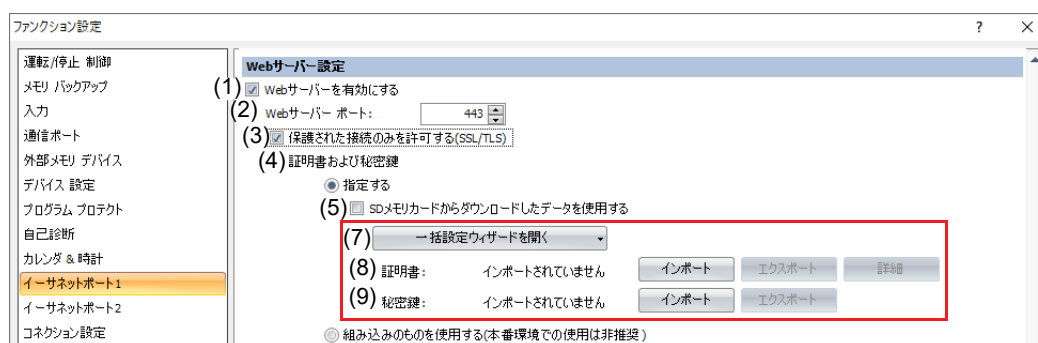 ファンクション設定 ? ×
運転/停止 制御
メモリ バックアップ
入力
通信ポート
外部メモリ デバイス
デバイス 設定
プログラム プロテクト
自己診断
カレンダ & 時計
イーサネットポート1
イーサネットポート2
コネクション設定
Webサーバー設定
(1) Webサーバーを有効にする
(2) Webサーバー ポート: 443
(3) 保護された接続のみを許可する(SSL/TLS)
(4) 証明書および秘密鍵
指定する
(5) SDメモリカードからダウンロードしたデータを使用する
(7) 一括設定ウィザードを開く
(8) 証明書: インポートされていません インポート エクスポート 詳細
(9) 秘密鍵: インポートされていません インポート エクスポート
組み込みのものを使用する(本番環境での使用は非推奨)